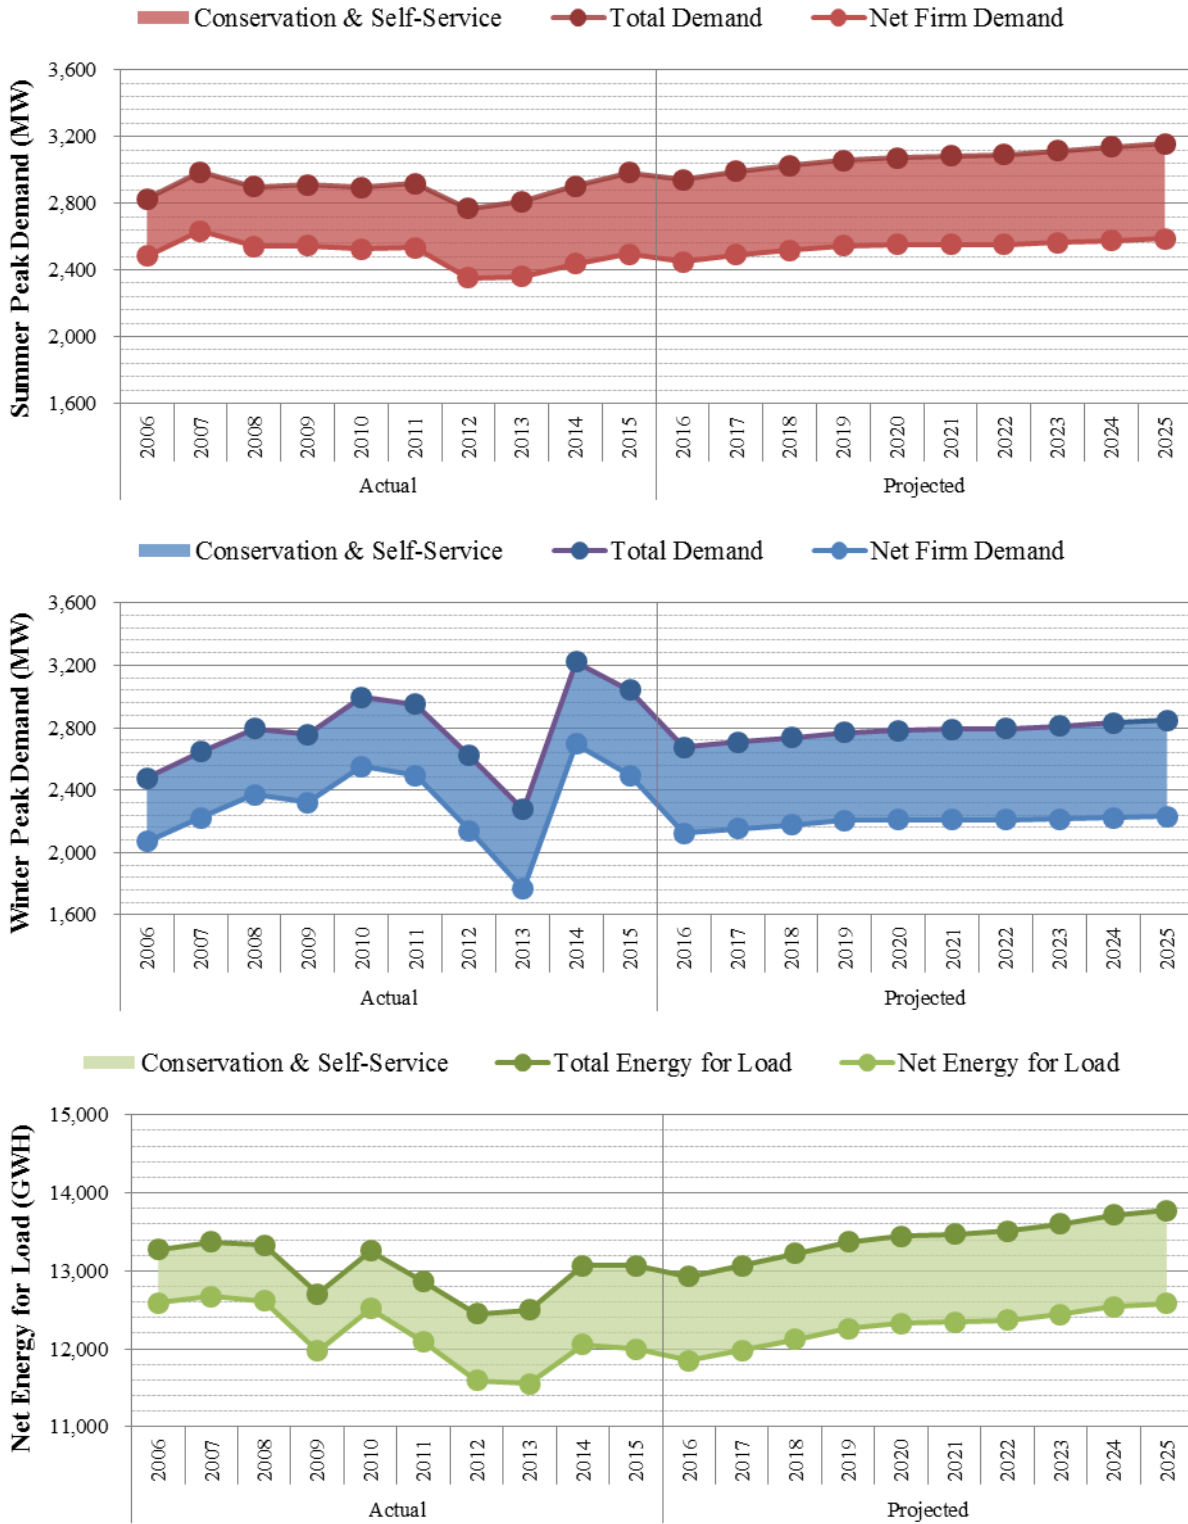 Conservation & Self-Service Total Demand Net Firm Demand
Summer Peak Demand (MW)
3,600
3,200
2,800
2,400
2,000
1,600
2006 2007 2008 2009 2010 2011 2012 2013 2014 2015 2016 2017 2018 2019 2020 2021 2022 2023 2024 2025
Actual Projected
Conservation & Self-Service Total Demand Net Firm Demand
Winter Peak Demand (MW)
3,600
3,200
2,800
2,400
2,000
1,600
2006 2007 2008 2009 2010 2011 2012 2013 2014 2015 2016 2017 2018 2019 2020 2021 2022 2023 2024 2025
Actual Projected
Conservation & Self-Service Total Energy for Load Net Energy for Load
Net Energy for Load (GWH)
15,000
14,000
13,000
12,000
11,000
2006 2007 2008 2009 2010 2011 2012 2013 2014 2015 2016 2017 2018 2019 2020 2021 2022 2023 2024 2025
Actual Projected